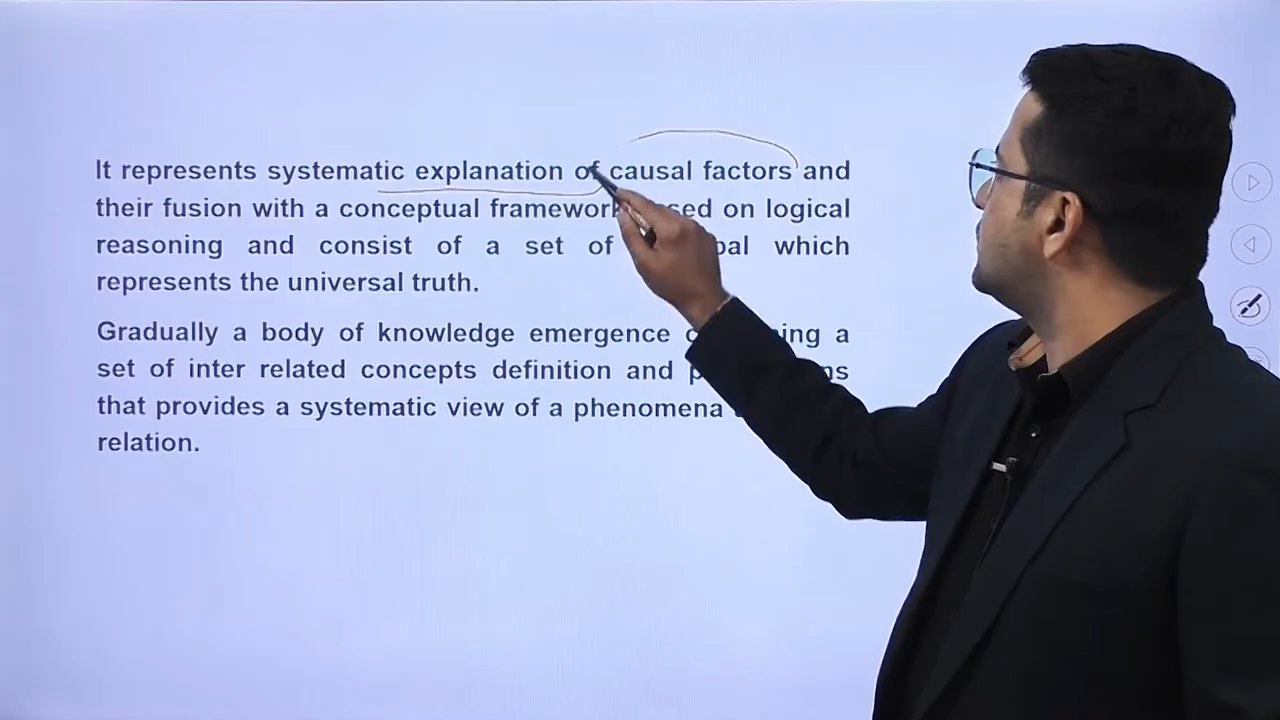 It represents systematic explanation of causal factors and
their fusion with a conceptual framework on logical
reasoning and consist of a set of which
represents the universal truth.
Gradually a body of knowledge emergence a
set of inter related concepts definition and
that provides a systematic view of a phenomena
relation.